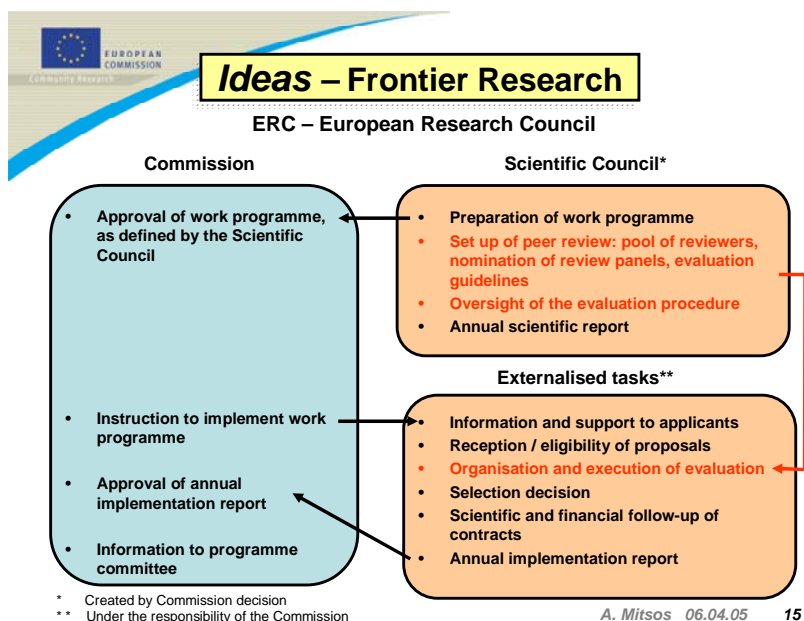 EUROPEAN
COMMISSION
Community Research
Ideas – Frontier Research
ERC – European Research Council
Commission
• Approval of work programme,
as defined by the Scientific
Council
• Instruction to implement work
programme
• Approval of annual
implementation report
• Information to programme
committee
Scientific Council*
• Preparation of work programme
• Set up of peer review: pool of reviewers,
nomination of review panels, evaluation
guidelines
• Oversight of the evaluation procedure
• Annual scientific report
Externalised tasks**
• Information and support to applicants
• Reception / eligibility of proposals
• Organisation and execution of evaluation
• Selection decision
• Scientific and financial follow-up of
contracts
• Annual implementation report
* Created by Commission decision
* * Under the responsibility of the Commission
A. Mitsos 06.04.05 15